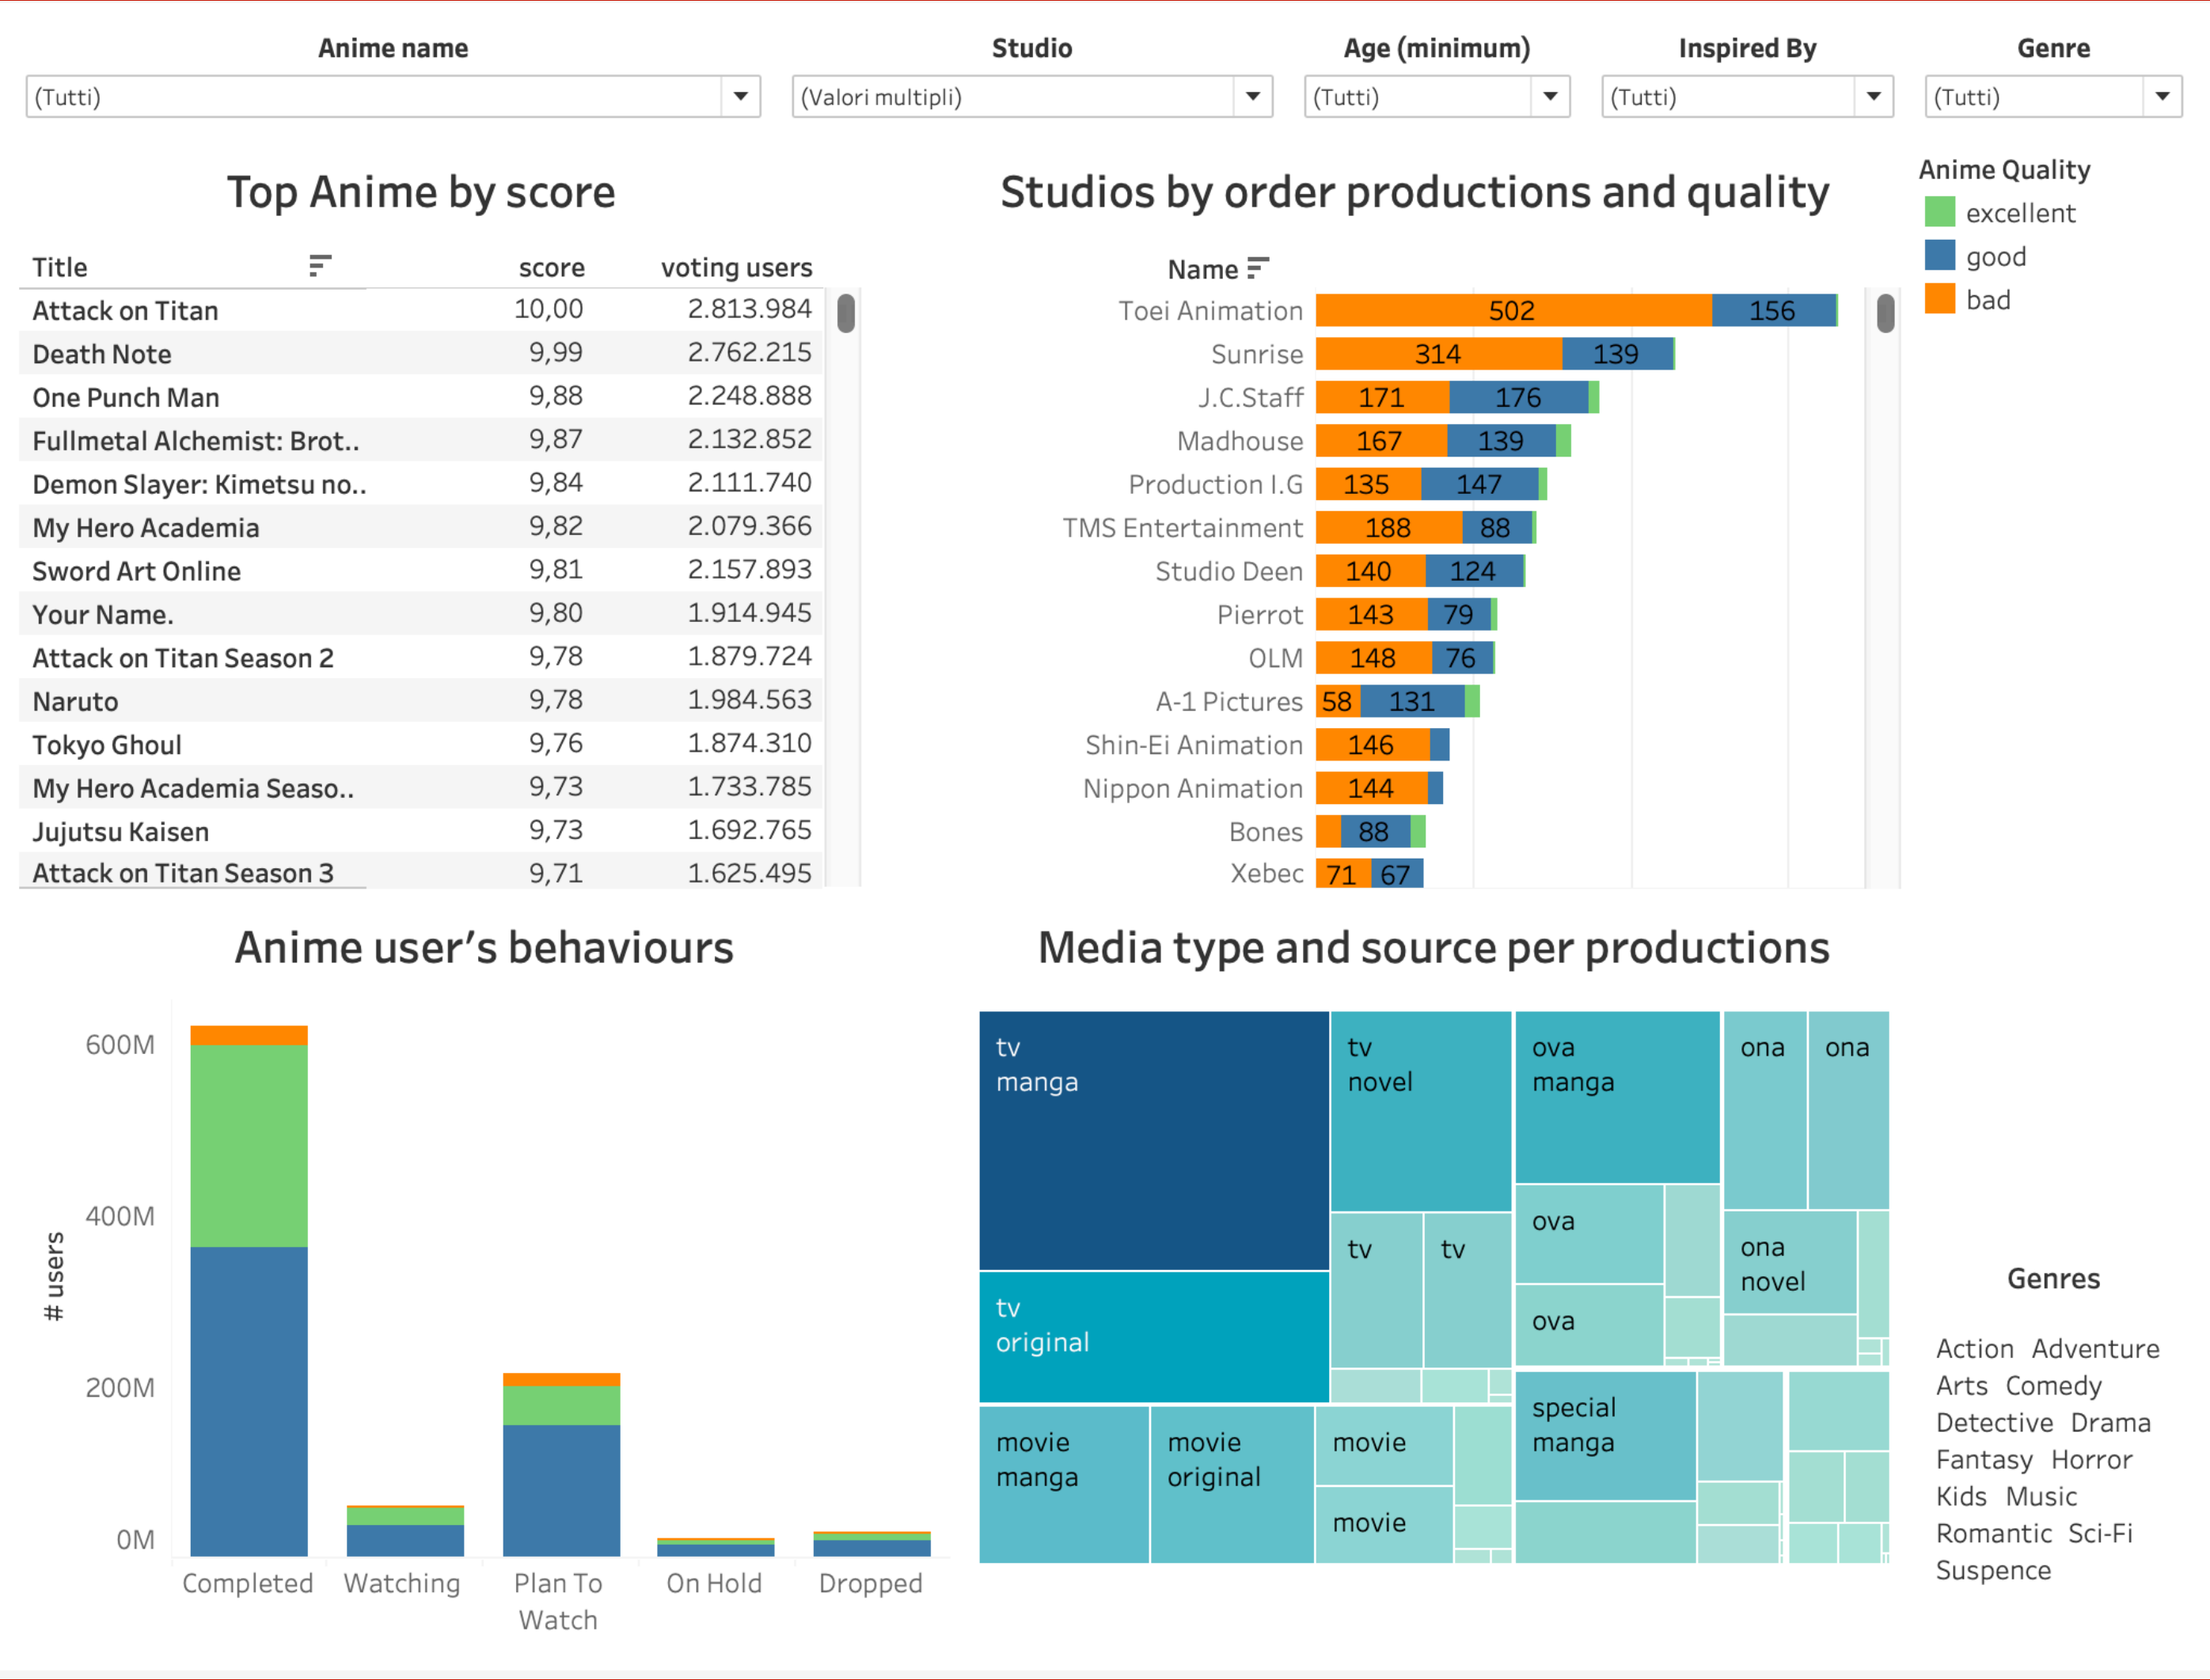 Anime name Studio Age (minimum) Inspired By Genre
(Tutti) (Valori multipli) (Tutti) (Tutti) (Tutti)
Top Anime by score
Title score voting users
Attack on Titan 10,00 2.813.984
Death Note 9,99 2.762.215
One Punch Man 9,88 2.248.888
Fullmetal Alchemist: Brot.. 9,87 2.132.852
Demon Slayer: Kimetsu no.. 9,84 2.111.740
My Hero Academia 9,82 2.079.366
Sword Art Online 9,81 2.157.893
Your Name. 9,80 1.914.945
Attack on Titan Season 2 9,78 1.879.724
Naruto 9,78 1.984.563
Tokyo Ghoul 9,76 1.874.310
My Hero Academia Seaso.. 9,73 1.733.785
Jujutsu Kaisen 9,73 1.692.765
Attack on Titan Season 3 9,71 1.625.495
Studios by order productions and quality
Name
Toei Animation 502 156
Sunrise 314 139
J.C.Staff 171 176
Madhouse 167 139
Production I.G 135 147
TMS Entertainment 188 88
Studio Deen 140 124
Pierrot 143 79
OLM 148 76
A-1 Pictures 58 131
Shin-Ei Animation 146
Nippon Animation 144
Bones 88
Xebec 71 67
Anime Quality
excellent
good
bad
Anime user's behaviours
# users
600M
400M
200M
0M
Completed Watching Plan To On Hold Dropped
Watch
Media type and source per productions
tv
manga
tv
original
tv
novel
tv
tv
movie
manga
movie
original
movie
movie
ova
manga
ova
ova
ona
ona
ona
novel
special
manga
Genres
Action Adventure
Arts Comedy
Detective Drama
Fantasy Horror
Kids Music
Romantic Sci-Fi
Suspence